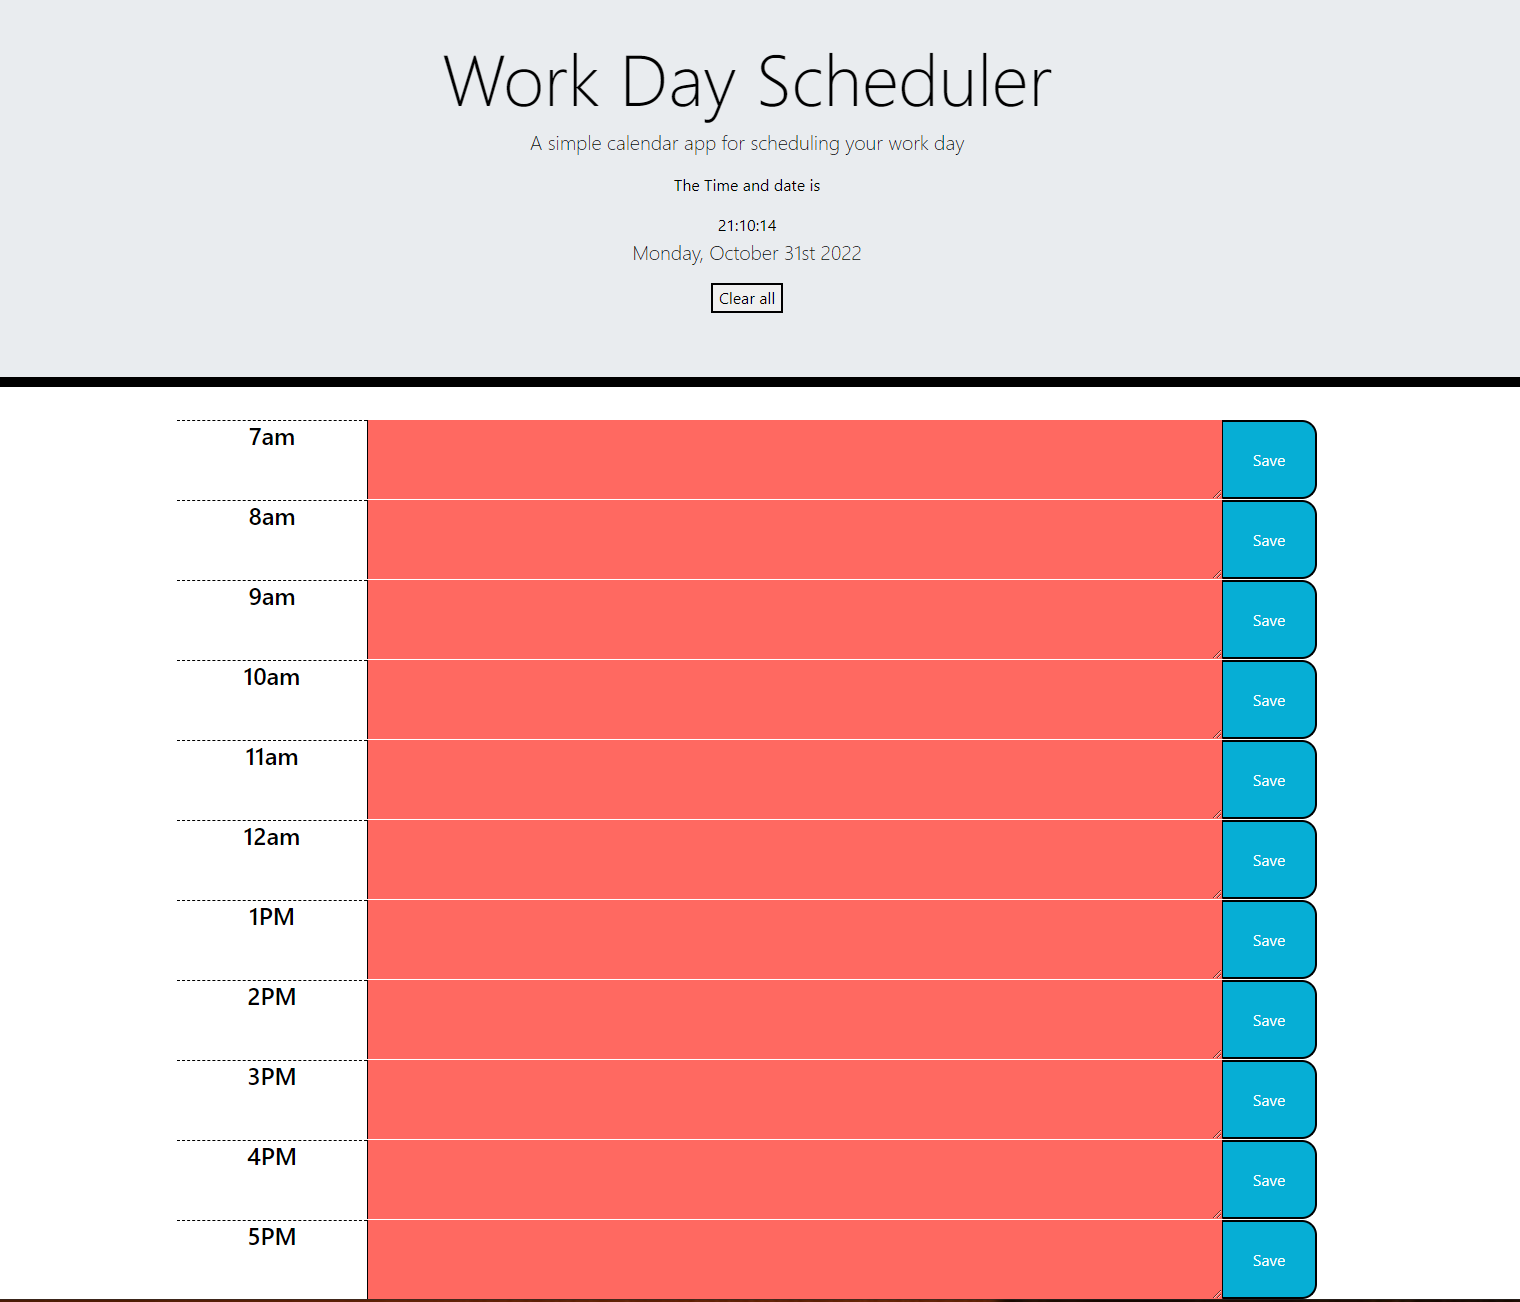 Work Day Scheduler
A simple calendar app for scheduling your work day
The Time and date is
21:10:14
Monday, October 31st 2022
Clear all
7am Save
8am Save
9am Save
10am Save
11am Save
12am Save
1PM Save
2PM Save
3PM Save
4PM Save
5PM Save